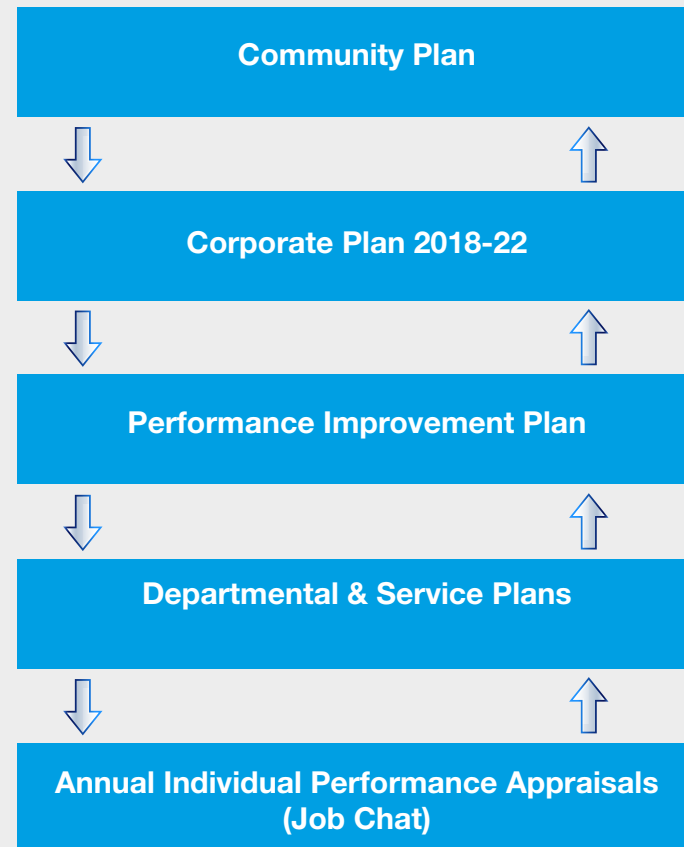 Community Plan
Corporate Plan 2018-22
Performance Improvement Plan
Departmental & Service Plans
Annual Individual Performance Appraisals
(Job Chat)